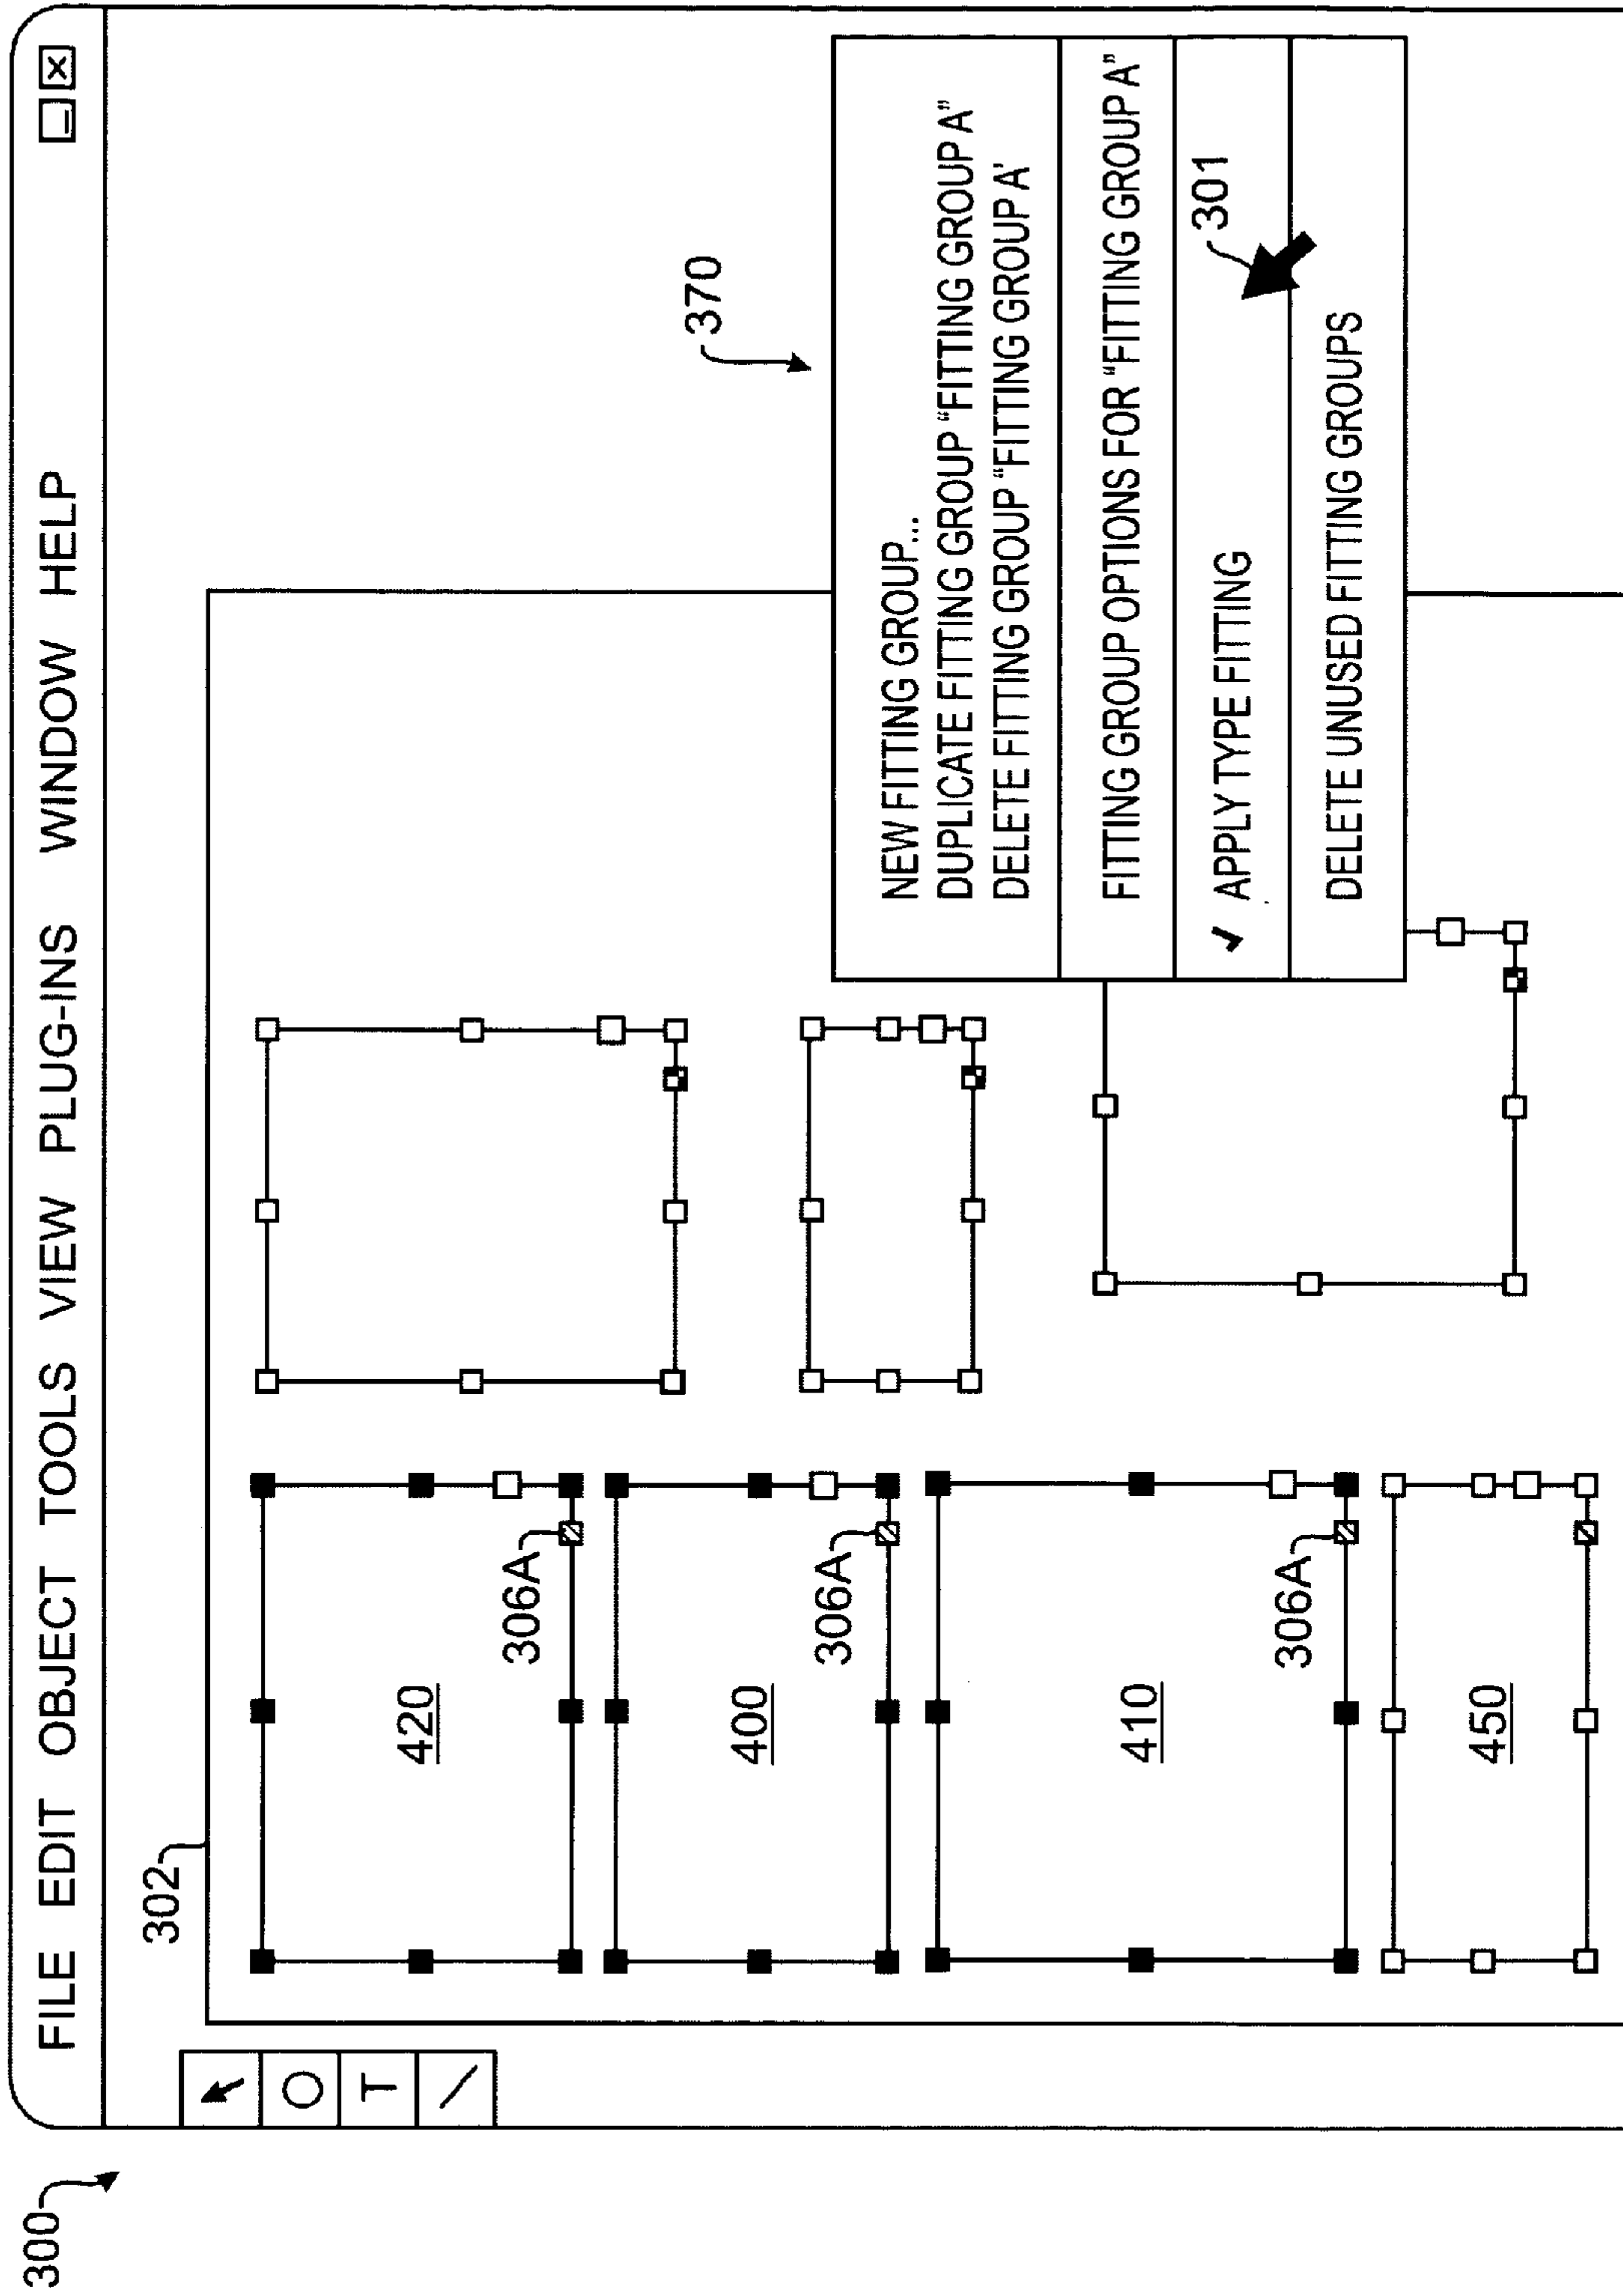 300
FILE EDIT OBJECT TOOLS VIEW PLUG-INS WINDOW HELP
302
T
420
306A
370
400
306A
NEW FITTING GROUP...
DUPLICATE FITTING GROUP "FITTING GROUP A"
DELETE FITTING GROUP "FITTING GROUP A'
410
306A
FITTING GROUP OPTIONS FOR "FITTING GROUP A"
✓ APPLY TYPE FITTING
301
450
DELETE UNUSED FITTING GROUPS